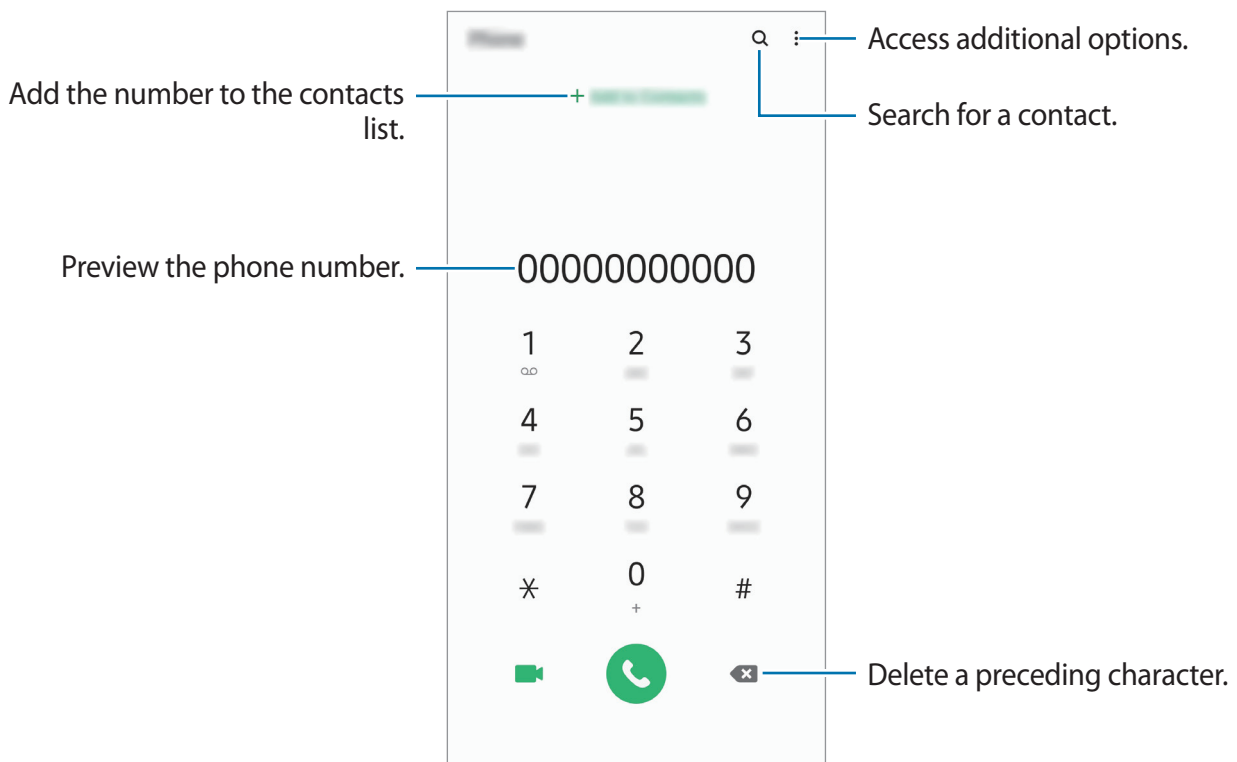 Access additional options.
Add the number to the contacts
list.
Search for a contact.
Preview the phone number.
00000000000
1 2 3
4 5 6
7 8 9
* 0 #
+
Delete a preceding character.